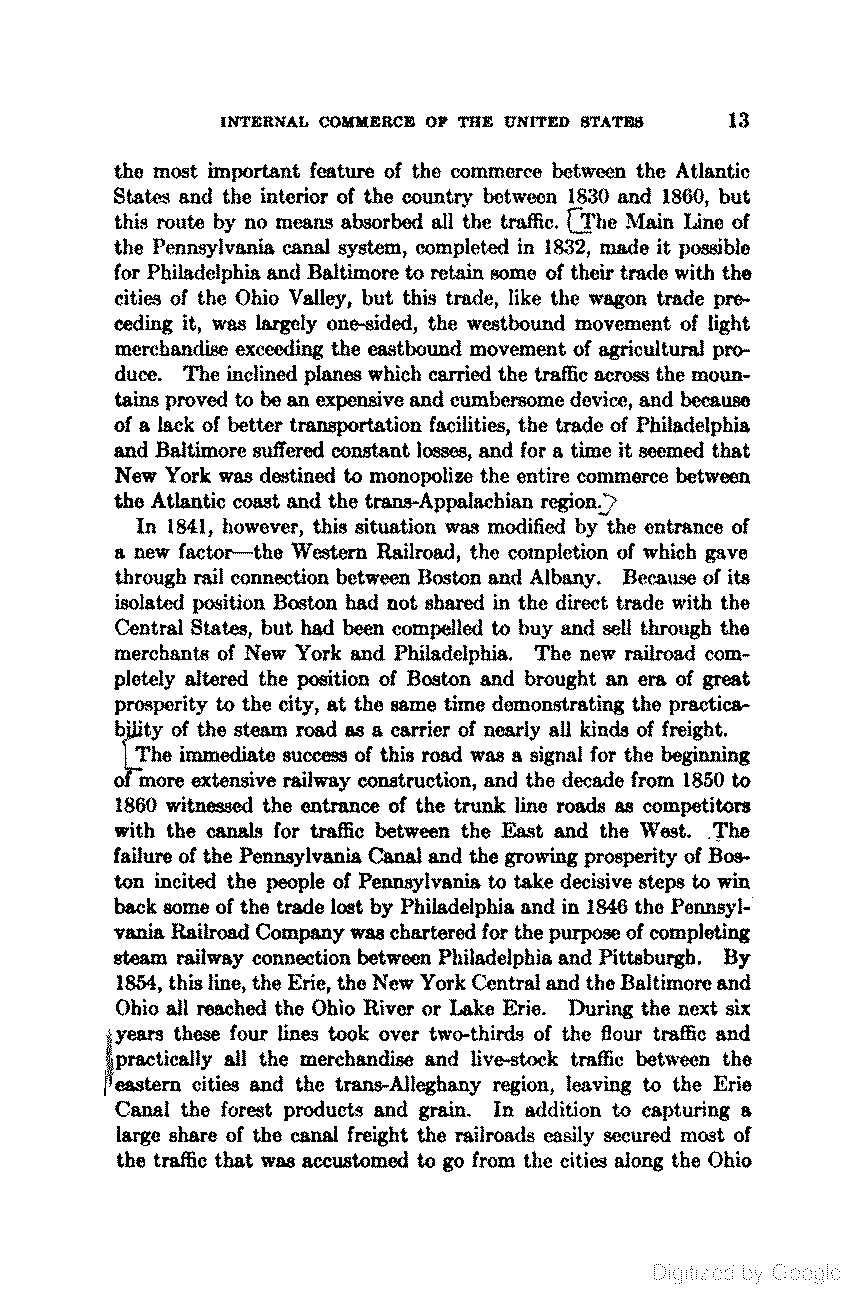 INTERNAL COMMERCE OF THE UNITED STATES 13
the most important feature of the commerce between the Atlantic
States and the interior of the country between 1830 and 1860, but
this route by no means absorbed all the traffic. [The Main Line of
the Pennsylvania canal system, completed in 1832, made it possible
for Philadelphia and Baltimore to retain some of their trade with the
cities of the Ohio Valley, but this trade, like the wagon trade pre-
ceding it, was largely one-sided, the westbound movement of light
merchandise exceeding the eastbound movement of agricultural pro-
duce. The inclined planes which carried the traffic across the moun-
tains proved to be an expensive and cumbersome device, and because
of a lack of better transportation facilities, the trade of Philadelphia
and Baltimore suffered constant losses, and for a time it seemed that
New York was destined to monopolize the entire commerce between
the Atlantic coast and the trans-Appalachian region.]
In 1841, however, this situation was modified by the entrance of
a new factor—the Western Railroad, the completion of which gave
through rail connection between Boston and Albany. Because of its
isolated position Boston had not shared in the direct trade with the
Central States, but had been compelled to buy and sell through the
merchants of New York and Philadelphia. The new railroad com-
pletely altered the position of Boston and brought an era of great
prosperity to the city, at the same time demonstrating the practica-
bility of the steam road as a carrier of nearly all kinds of freight.
[The immediate success of this road was a signal for the beginning
of more extensive railway construction, and the decade from 1850 to
1860 witnessed the entrance of the trunk line roads as competitors
with the canals for traffic between the East and the West. The
failure of the Pennsylvania Canal and the growing prosperity of Bos-
ton incited the people of Pennsylvania to take decisive steps to win
back some of the trade lost by Philadelphia and in 1846 the Pennsyl-
vania Railroad Company was chartered for the purpose of completing
steam railway connection between Philadelphia and Pittsburgh. By
1854, this line, the Erie, the New York Central and the Baltimore and
Ohio all reached the Ohio River or Lake Erie. During the next six
years these four lines took over two-thirds of the flour traffic and
practically all the merchandise and live-stock traffic between the
eastern cities and the trans-Alleghany region, leaving to the Erie
Canal the forest products and grain. In addition to capturing a
large share of the canal freight the railroads easily secured most of
the traffic that was accustomed to go from the cities along the Ohio
Digitized by Google